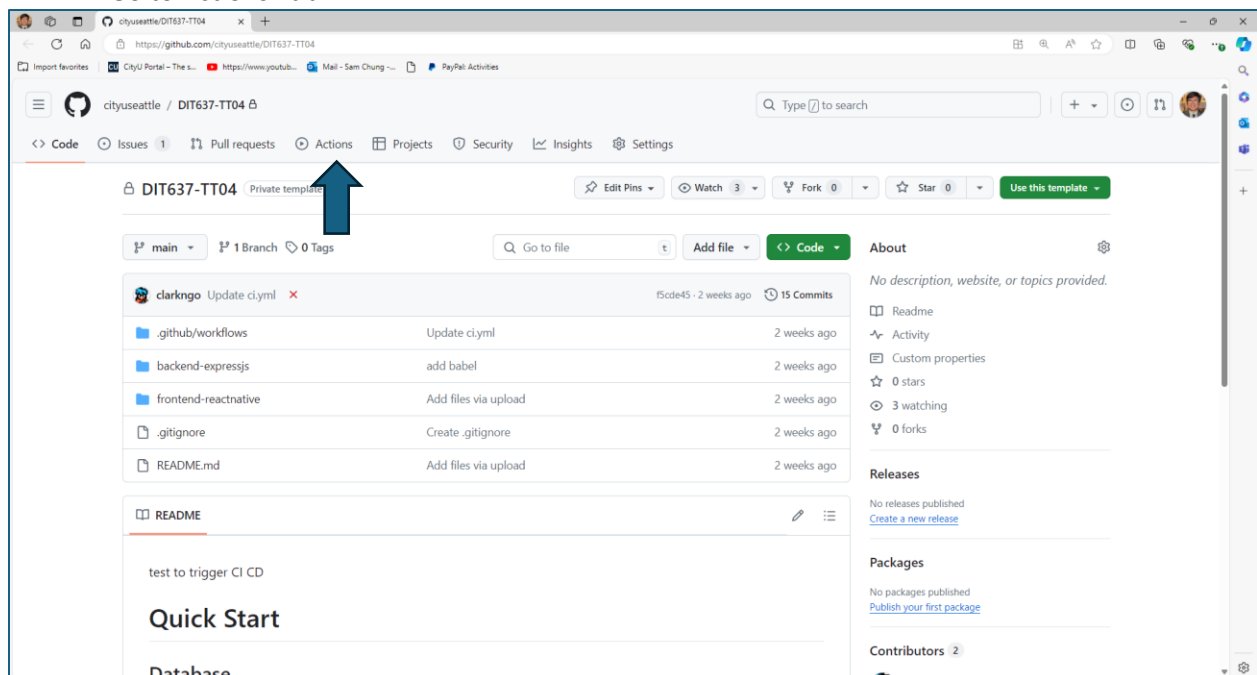 cityuseattle/DIT637-TT04
https://github.com/cityuseattle/DIT637-TT04
Import favorites CU CityU Portal – The s... https://www.youtub... Mail - Sam Chung -... PayPal: Activities
cityuseattle / DIT637-TT04 Type / to search
<> Code Issues 1 Pull requests Actions Projects Security Insights Settings
DIT637-TT04 Private template Edit Pins Watch 3 Fork 0 Star 0 Use this template
main 1 Branch 0 Tags Go to file t Add file <> Code About
No description, website, or topics provided.
clarkngo Update ci.yml f5cde45 · 2 weeks ago 15 Commits
Readme
.github/workflows Update ci.yml 2 weeks ago
Activity
backend-expressjs add babel 2 weeks ago
Custom properties
0 stars
frontend-reactnative Add files via upload 2 weeks ago
3 watching
.gitignore Create .gitignore 2 weeks ago
0 forks
README.md Add files via upload 2 weeks ago
Releases
No releases published
Create a new release
README
Packages
test to trigger CI CD
No packages published
Publish your first package
Quick Start
Contributors 2
Database